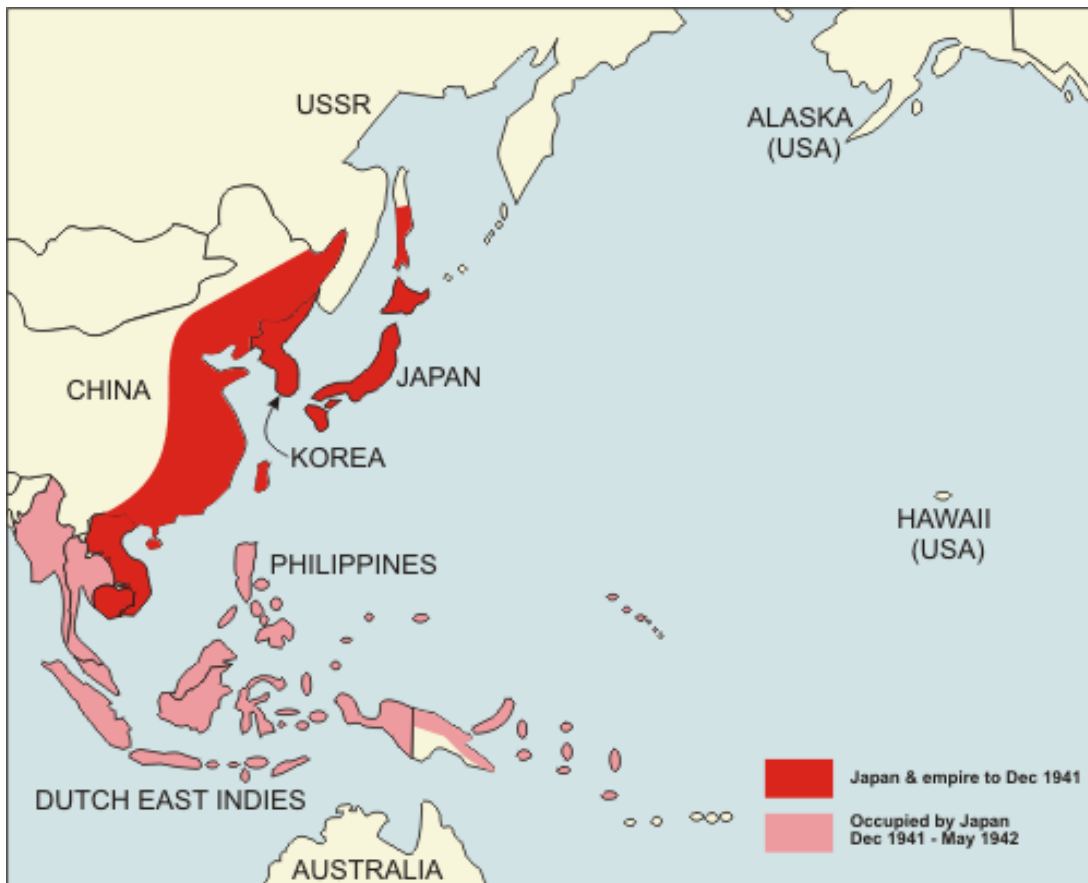 USSR
ALASKA
(USA)
CHINA
JAPAN
KOREA
HAWAII
(USA)
PHILIPPINES
DUTCH EAST INDIES
AUSTRALIA
Japan & empire to Dec 1941
Occupied by Japan
Dec 1941 - May 1942